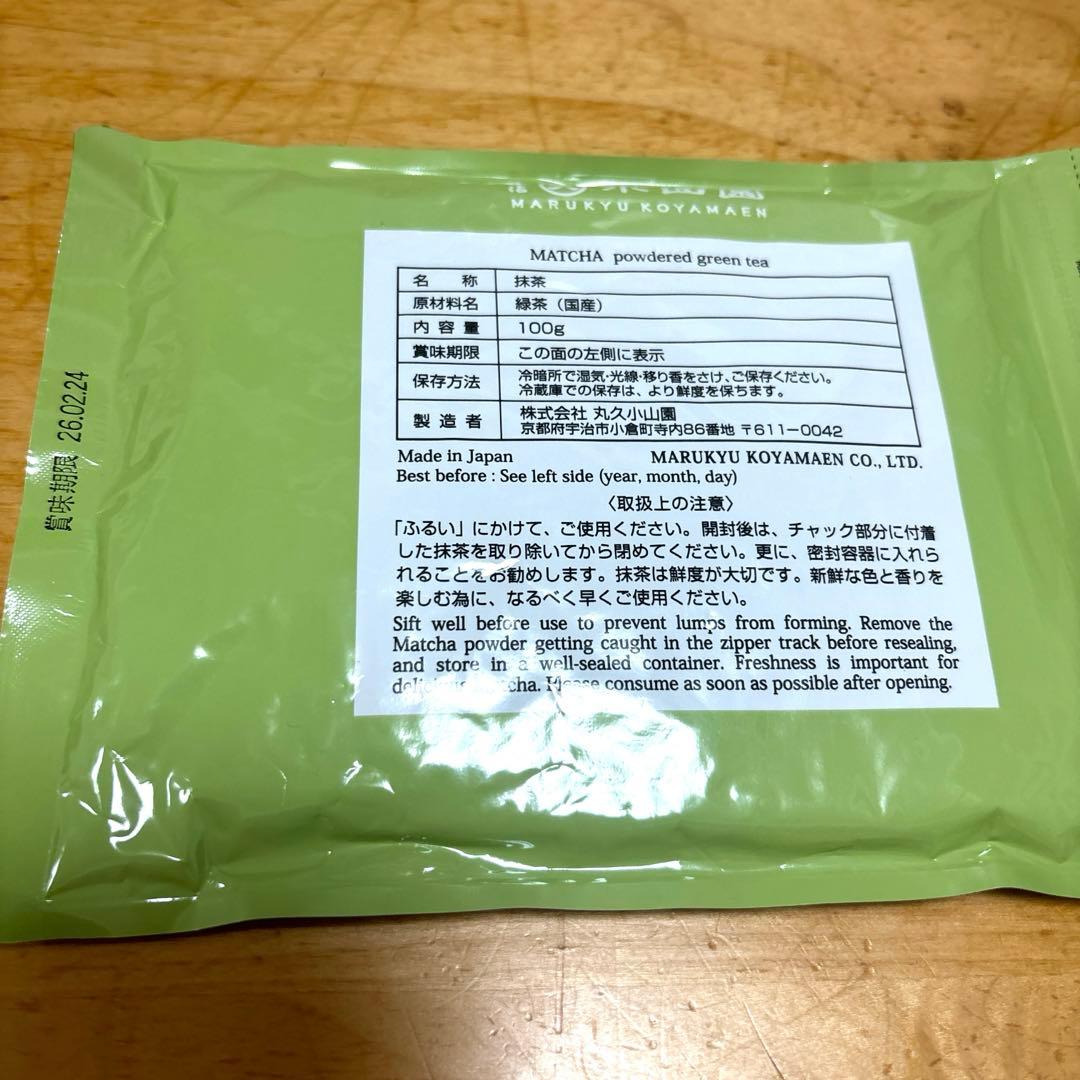 MARUKYU KOYAMAEN
MATCHA powdered green tea
名 称 抹茶
原材料名 緑茶（国産）
内容量 100g
賞味期限 この面の左側に表示
保存方法 冷暗所で湿気・光線・移り香をさけ、ご保存ください。
冷蔵庫での保存は、より鮮度を保ちます。
製造者 株式会社 丸久小山園
京都府宇治市小倉町寺内86番地 〒611-0042
Made in Japan MARUKYU KOYAMAEN CO., LTD.
Best before : See left side (year, month, day)
〈取扱上の注意〉
「ふるい」にかけて、ご使用ください。開封後は、チャック部分に付着
した抹茶を取り除いてから閉めてください。更に、密封容器に入れら
れることをお勧めします。抹茶は鮮度が大切です。新鮮な色と香りを
楽しむ為に、なるべく早くご使用ください。
Sift well before use to prevent lumps from forming. Remove the
Matcha powder getting caught in the zipper track before resealing,
and store in a well-sealed container. Freshness is important for
delicious Matcha. Please consume as soon as possible after opening.
賞味期限 26.02.24